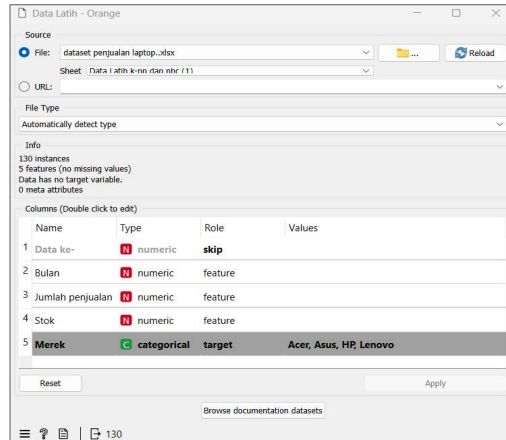 Data Latih - Orange
Source
File: dataset penjualan laptop..xlsx ... Reload
Sheet Data Latih k-nn dan nbc (1)
URL:
File Type
Automatically detect type
Info
130 instances
5 features (no missing values)
Data has no target variable.
0 meta attributes
Columns (Double click to edit)
Name Type Role Values
1 Data ke- N numeric skip
2 Bulan N numeric feature
3 Jumlah penjualan N numeric feature
4 Stok N numeric feature
5 Merek C categorical target Acer, Asus, HP, Lenovo
Reset Apply
Browse documentation datasets
? 130